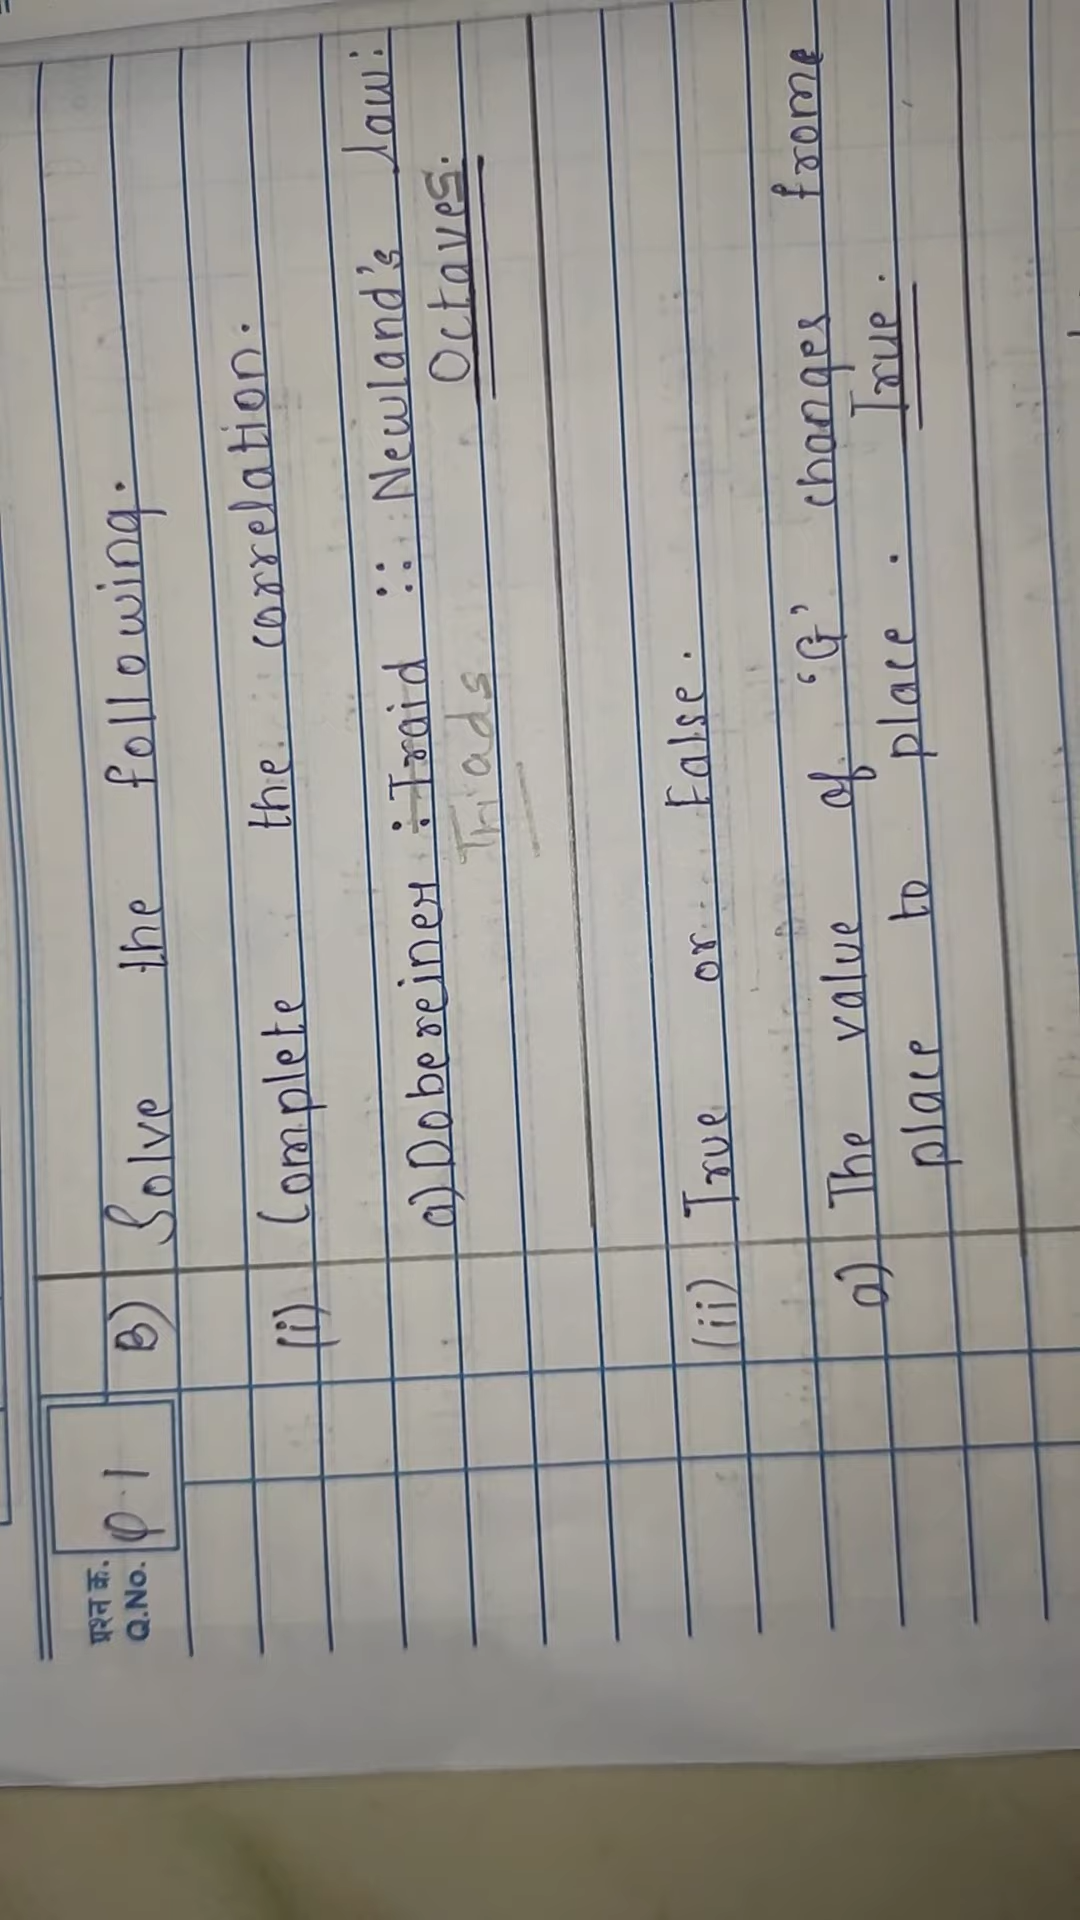 प्रश्न क्र.
Q.No. Q.1 B) Solve the following.
(i) Complete the correlation.
a) Dobereiner : Traid :: Newland's law :
Triads Octaves.
(ii) True or False.
a) The value of 'G' changes frome
place to place. True.